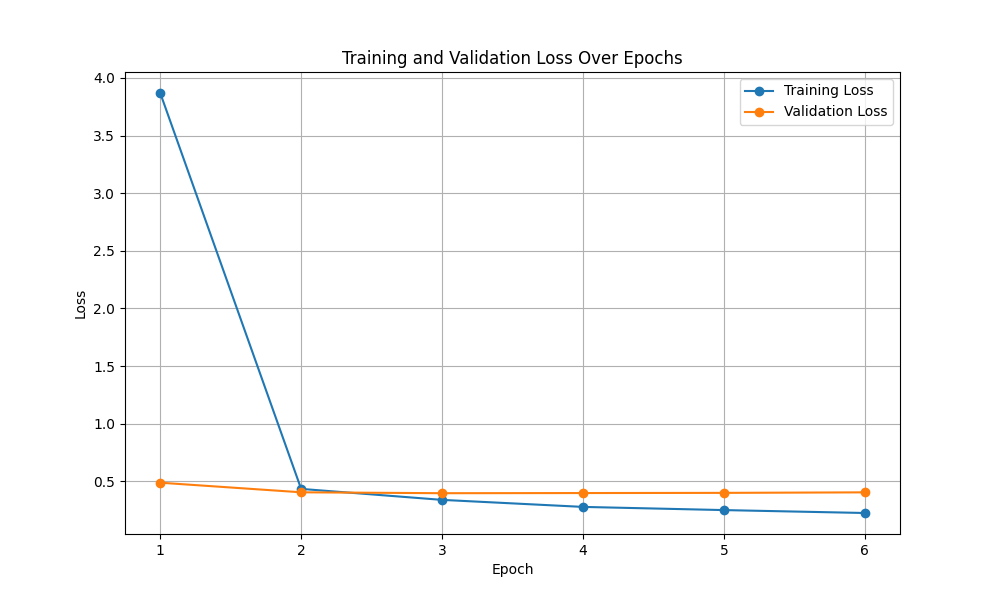 Training and Validation Loss Over Epochs
Training Loss
Validation Loss
4.0
3.5
3.0
2.5
2.0
1.5
1.0
0.5
Loss
1 2 3 4 5 6
Epoch